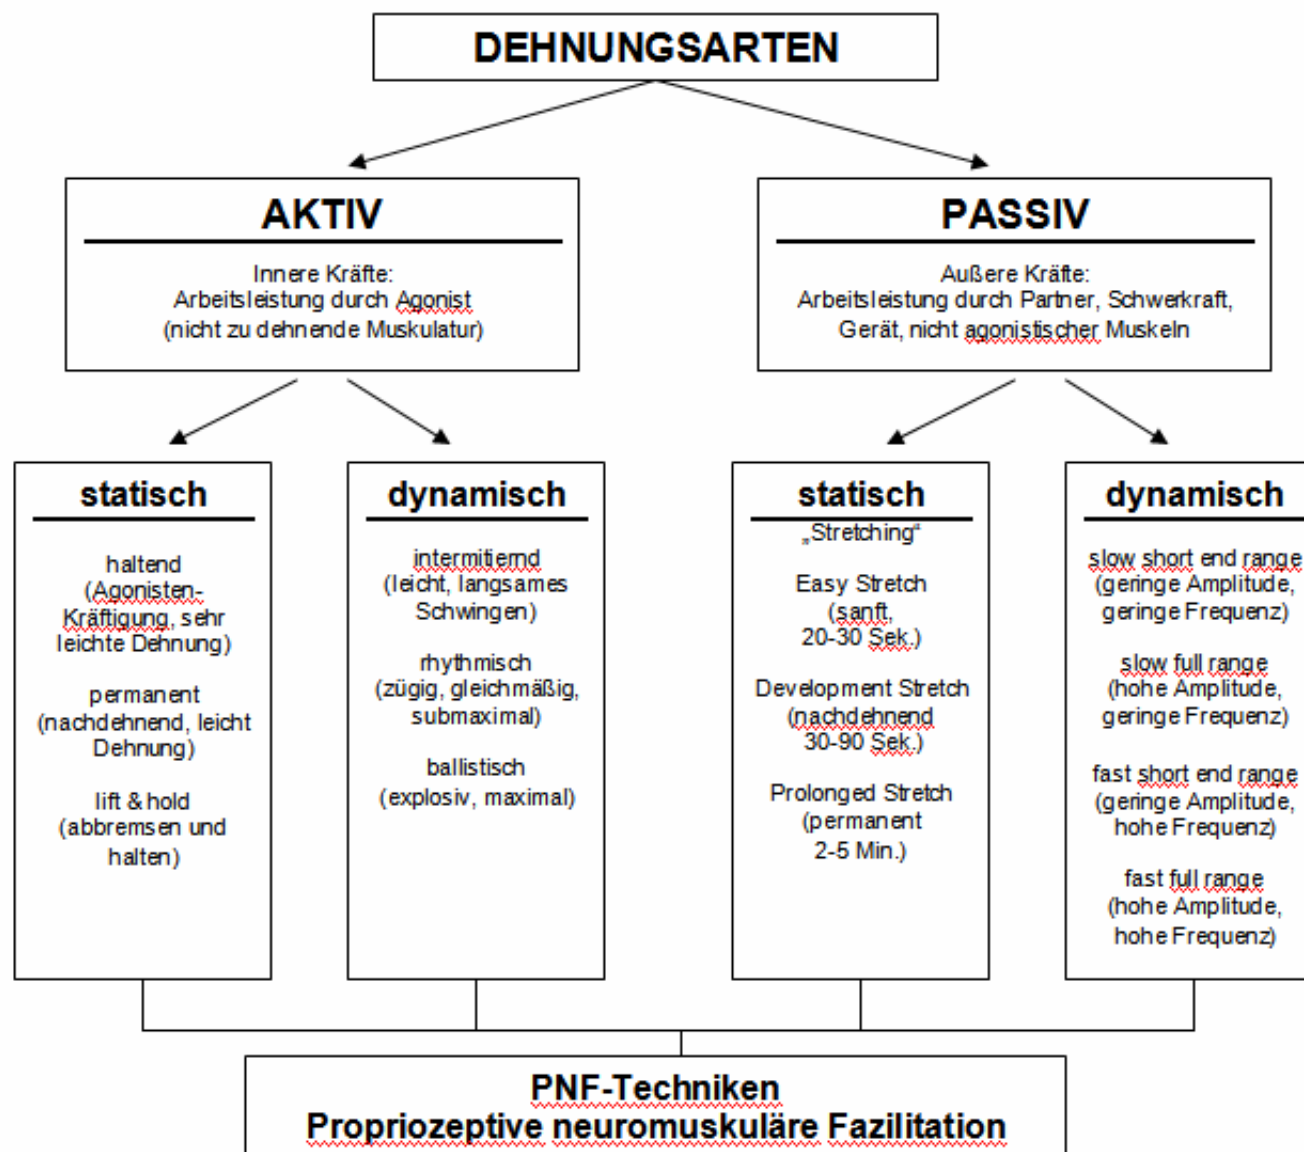 DEHNUNGSARTEN
AKTIV
Innere Kräfte:
Arbeitsleistung durch Agonist
(nicht zu dehnende Muskulatur)
PASSIV
Außere Kräfte:
Arbeitsleistung durch Partner, Schwerkraft,
Gerät, nicht agonistischer Muskeln
statisch
haltend
(Agonisten-
Kräftigung, sehr
leichte Dehnung)
permanent
(nachdehnend, leicht
Dehnung)
lift & hold
(abbremsen und
halten)
dynamisch
intermitiernd
(leicht, langsames
Schwingen)
rhythmisch
(zügig, gleichmäßig,
submaximal)
ballistisch
(explosiv, maximal)
statisch
„Stretching“
Easy Stretch
(sanft,
20-30 Sek.)
Development Stretch
(nachdehnend
30-90 Sek.)
Prolonged Stretch
(permanent
2-5 Min.)
dynamisch
slow short end range
(geringe Amplitude,
geringe Frequenz)
slow full range
(hohe Amplitude,
geringe Frequenz)
fast short end range
(geringe Amplitude,
hohe Frequenz)
fast full range
(hohe Amplitude,
hohe Frequenz)
PNF-Techniken
Propriozeptive neuromuskuläre Fazilitation